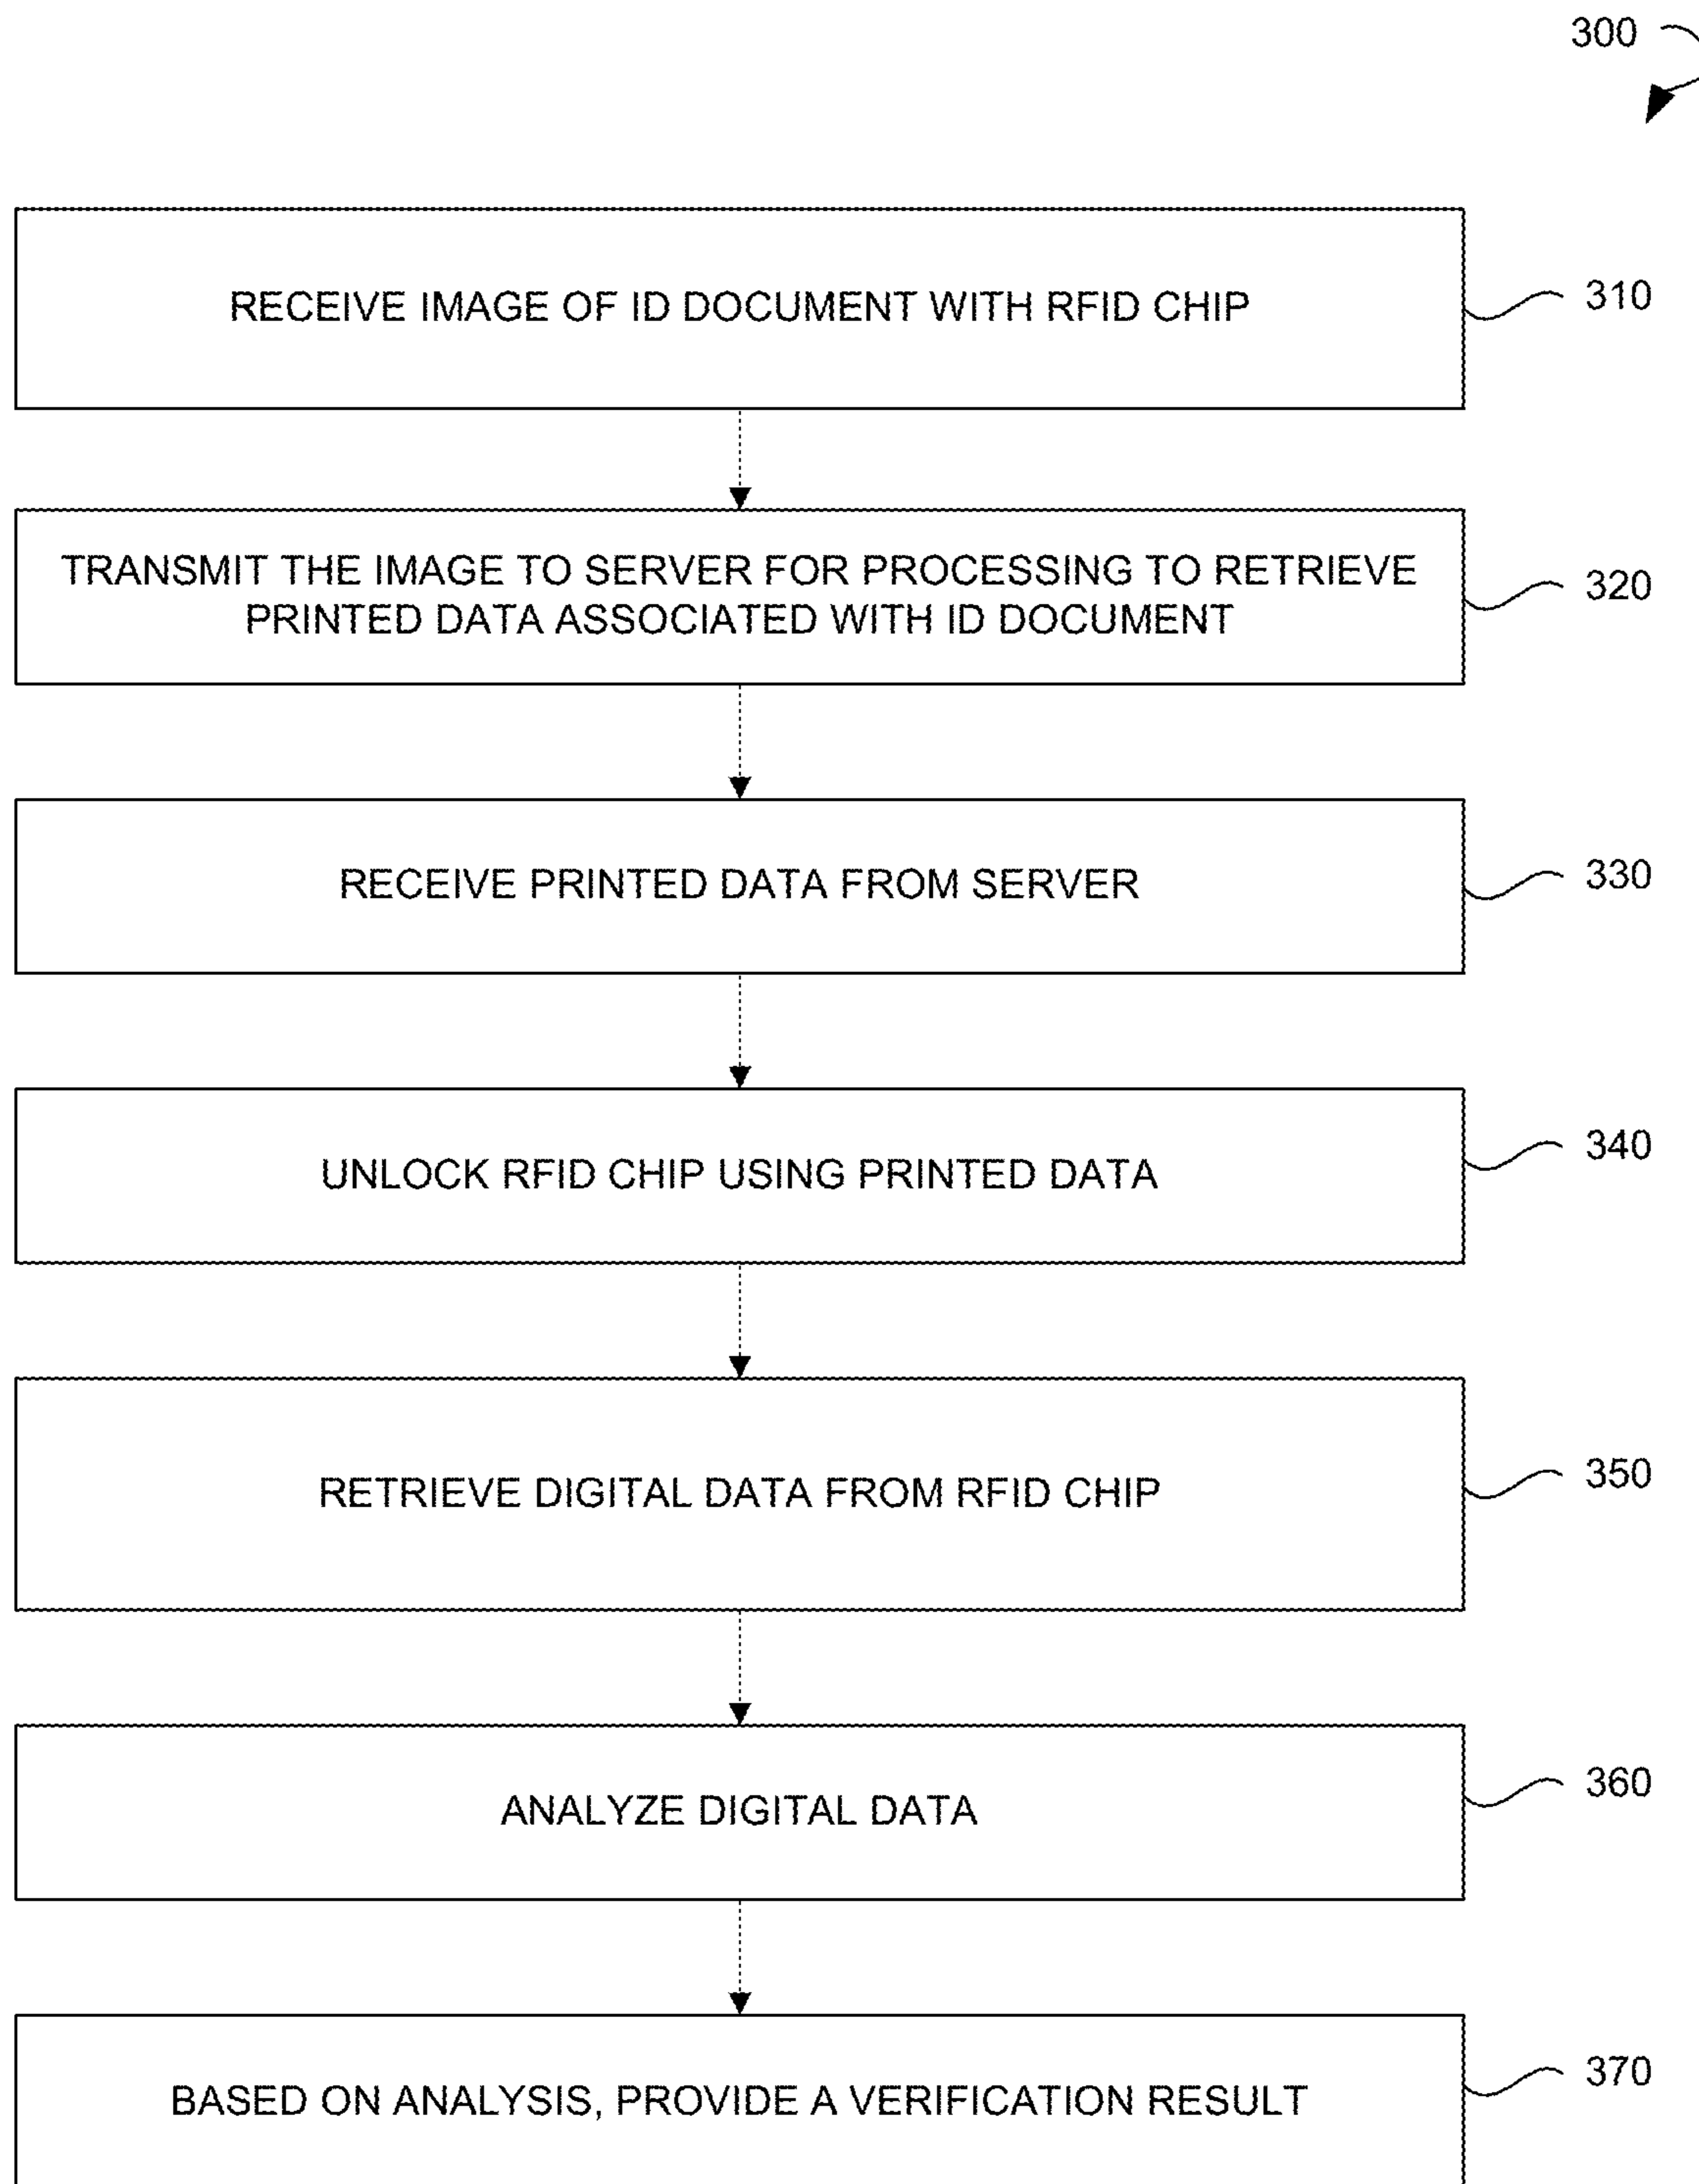 300
RECEIVE IMAGE OF ID DOCUMENT WITH RFID CHIP
310
TRANSMIT THE IMAGE TO SERVER FOR PROCESSING TO RETRIEVE
PRINTED DATA ASSOCIATED WITH ID DOCUMENT
320
RECEIVE PRINTED DATA FROM SERVER
330
UNLOCK RFID CHIP USING PRINTED DATA
340
RETRIEVE DIGITAL DATA FROM RFID CHIP
350
ANALYZE DIGITAL DATA
360
BASED ON ANALYSIS, PROVIDE A VERIFICATION RESULT
370